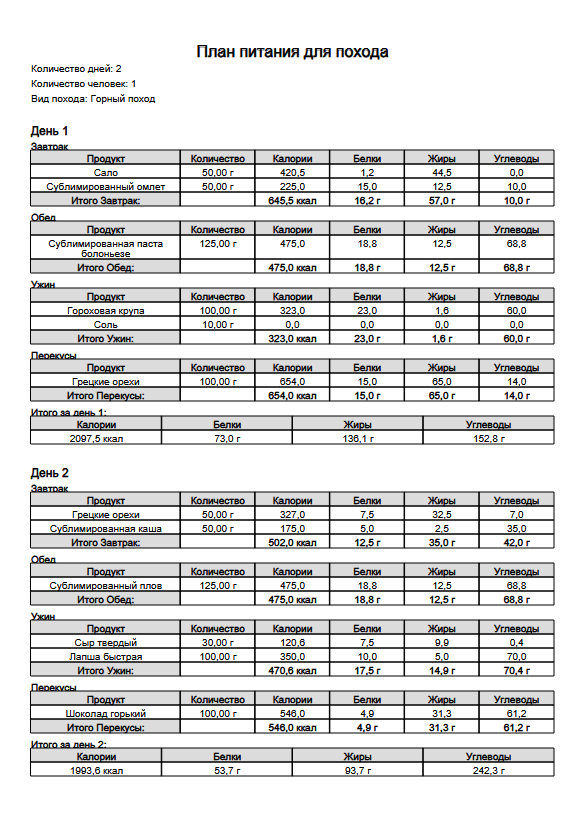 План питания для похода
Количество дней: 2
Количество человек: 1
Вид похода: Горный поход
День 1
Завтрак
Продукт Количество Калории Белки Жиры Углеводы
Сало 50,00 г 420,5 1,2 44,5 0,0
Сублимированный омлет 50,00 г 225,0 15,0 12,5 10,0
Итого Завтрак: 645,5 ккал 16,2 г 57,0 г 10,0 г
Обед
Продукт Количество Калории Белки Жиры Углеводы
Сублимированная паста 125,00 г 475,0 18,8 12,5 68,8
болоньезе
Итого Обед: 475,0 ккал 18,8 г 12,5 г 68,8 г
Ужин
Продукт Количество Калории Белки Жиры Углеводы
Гороховая крупа 100,00 г 323,0 23,0 1,6 60,0
Соль 10,00 г 0,0 0,0 0,0 0,0
Итого Ужин: 323,0 ккал 23,0 г 1,6 г 60,0 г
Перекусы
Продукт Количество Калории Белки Жиры Углеводы
Грецкие орехи 100,00 г 654,0 15,0 65,0 14,0
Итого Перекусы: 654,0 ккал 15,0 г 65,0 г 14,0 г
Итого за день 1:
Калории Белки Жиры Углеводы
2097,5 ккал 73,0 г 136,1 г 152,8 г
День 2
Завтрак
Продукт Количество Калории Белки Жиры Углеводы
Грецкие орехи 50,00 г 327,0 7,5 32,5 7,0
Сублимированная каша 50,00 г 175,0 5,0 2,5 35,0
Итого Завтрак: 502,0 ккал 12,5 г 35,0 г 42,0 г
Обед
Продукт Количество Калории Белки Жиры Углеводы
Сублимированный плов 125,00 г 475,0 18,8 12,5 68,8
Итого Обед: 475,0 ккал 18,8 г 12,5 г 68,8 г
Ужин
Продукт Количество Калории Белки Жиры Углеводы
Сыр твердый 30,00 г 120,6 7,5 9,9 0,4
Лапша быстрая 100,00 г 350,0 10,0 5,0 70,0
Итого Ужин: 470,6 ккал 17,5 г 14,9 г 70,4 г
Перекусы
Продукт Количество Калории Белки Жиры Углеводы
Шоколад горький 100,00 г 546,0 4,9 31,3 61,2
Итого Перекусы: 546,0 ккал 4,9 г 31,3 г 61,2 г
Итого за день 2:
Калории Белки Жиры Углеводы
1993,6 ккал 53,7 г 93,7 г 242,3 г